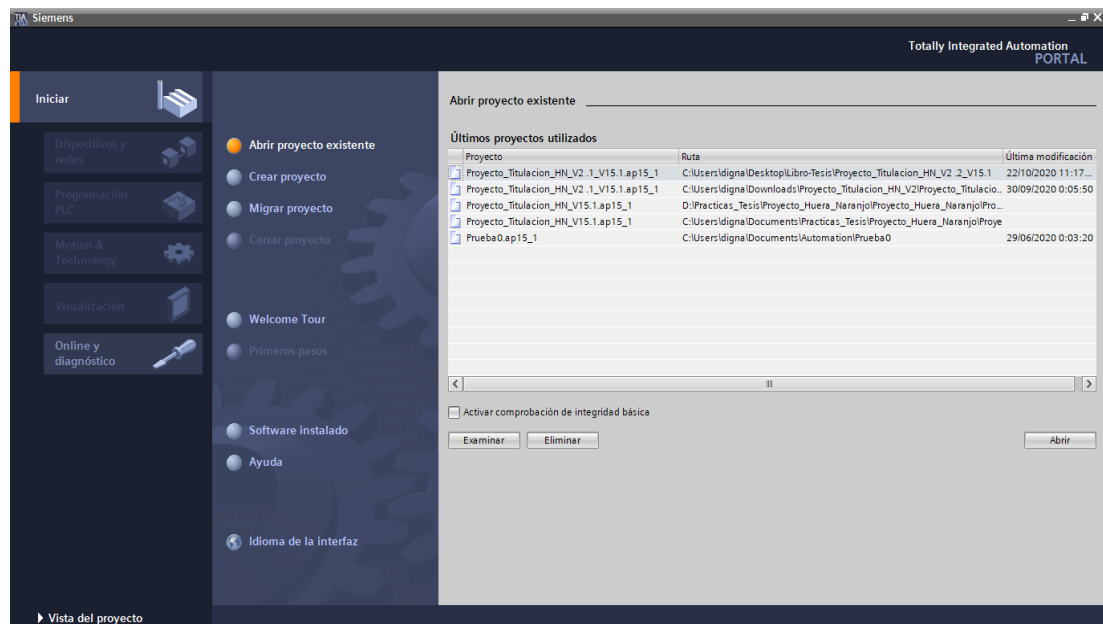 TIA Siemens
Totally Integrated Automation
PORTAL
Iniciar
Dispositivos y
redes
Programación
PLC
Motion &
Technology
Visualización
Online y
diagnóstico
Vista del proyecto
Abrir proyecto existente
Crear proyecto
Migrar proyecto
Cerrar proyecto
Welcome Tour
Primeros pasos
Software instalado
Ayuda
Idioma de la interfaz
Abrir proyecto existente
Últimos proyectos utilizados
Proyecto Ruta Última modificación
Proyecto_Titulacion_HN_V2 .1_V15.1.ap15_1 C:\Users\digna\Desktop\Libro-Tesis\Proyecto_Titulacion_HN_V2 .2_V15.1 22/10/2020 11:17...
Proyecto_Titulacion_HN_V2 .1_V15.1.ap15_1 C:\Users\digna\Downloads\Proyecto_Titulacion_HN_V2\Proyecto_Titulacio.. 30/09/2020 0:05:50
Proyecto_Titulacion_HN_V15.1.ap15_1 D:\Practicas_Tesis\Proyecto_Huera_Naranjo\Proyecto_Huera_Naranjo\Pro...
Proyecto_Titulacion_HN_V15.1.ap15_1 C:\Users\digna\Documents\Practicas_Tesis\Proyecto_Huera_Naranjo\Proye
Prueba0.ap15_1 C:\Users\digna\Documents\Automation\Prueba0 29/06/2020 0:03:20
Activar comprobación de integridad básica
Examinar Eliminar Abrir